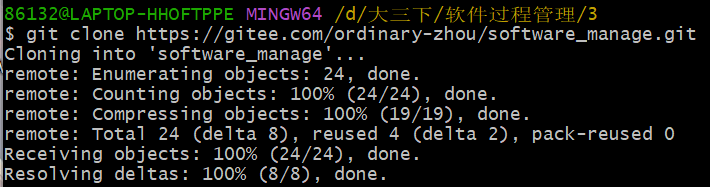 86132@LAPTOP-HHOFTPPE MINGW64 /d/大三下/软件过程管理/3
$ git clone https://gitee.com/ordinary-zhou/software_manage.git
Cloning into 'software_manage'...
remote: Enumerating objects: 24, done.
remote: Counting objects: 100% (24/24), done.
remote: Compressing objects: 100% (19/19), done.
remote: Total 24 (delta 8), reused 4 (delta 2), pack-reused 0
Receiving objects: 100% (24/24), done.
Resolving deltas: 100% (8/8), done.